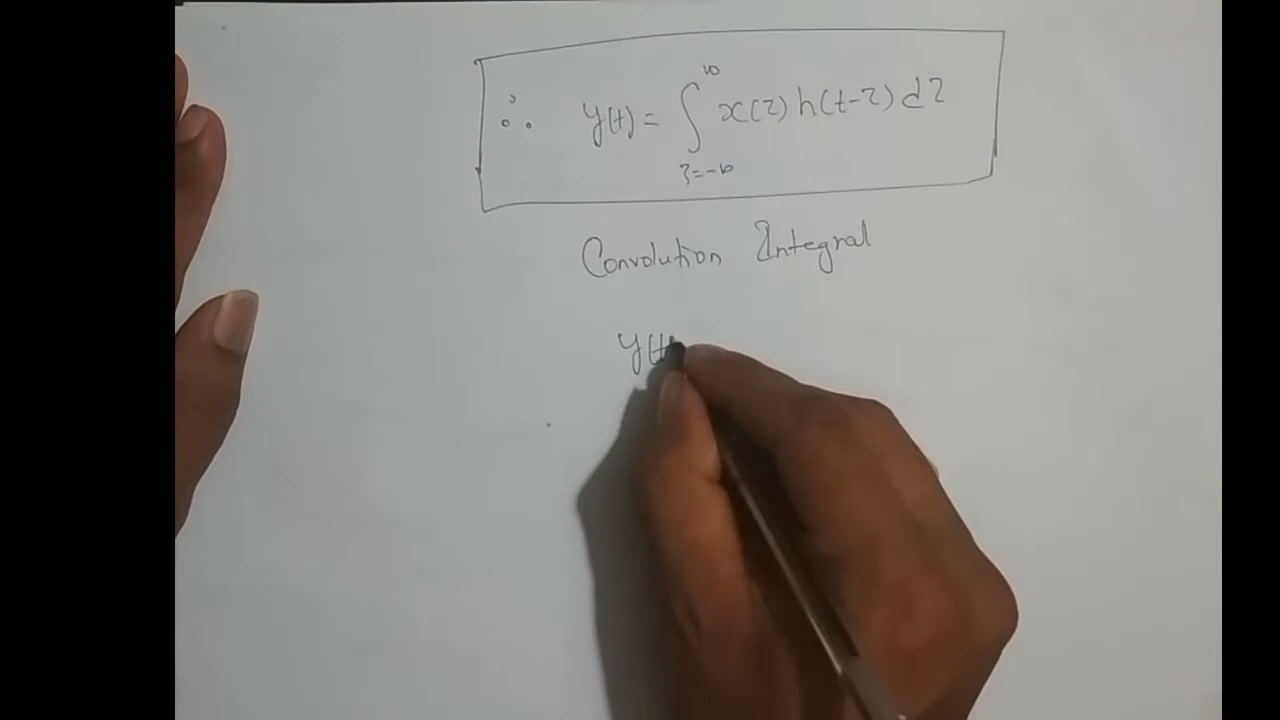 ∴ y(t) = ∫_{τ=-∞}^{∞} x(τ) h(t-τ) dτ
Convolution Integral
y(t)